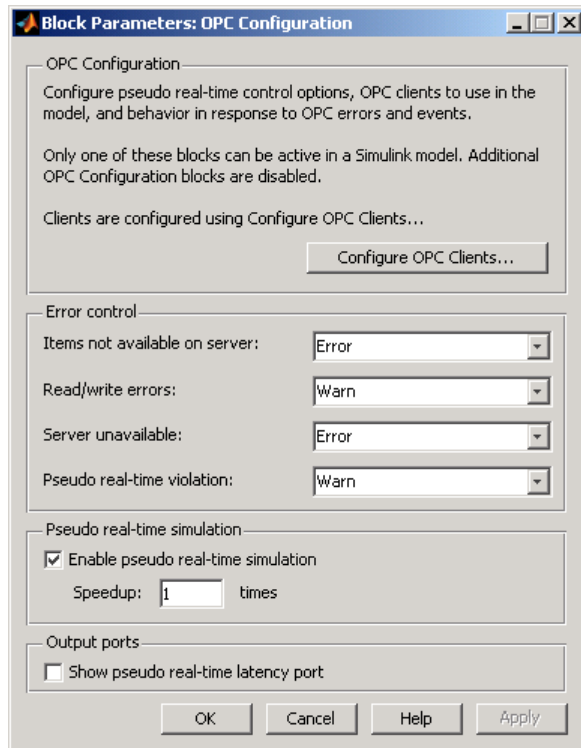 Block Parameters: OPC Configuration
OPC Configuration
Configure pseudo real-time control options, OPC clients to use in the
model, and behavior in response to OPC errors and events.
Only one of these blocks can be active in a Simulink model. Additional
OPC Configuration blocks are disabled.
Clients are configured using Configure OPC Clients...
Configure OPC Clients...
Error control
Items not available on server: Error
Read/write errors: Warn
Server unavailable: Error
Pseudo real-time violation: Warn
Pseudo real-time simulation
Enable pseudo real-time simulation
Speedup: 1 times
Output ports
Show pseudo real-time latency port
OK Cancel Help Apply